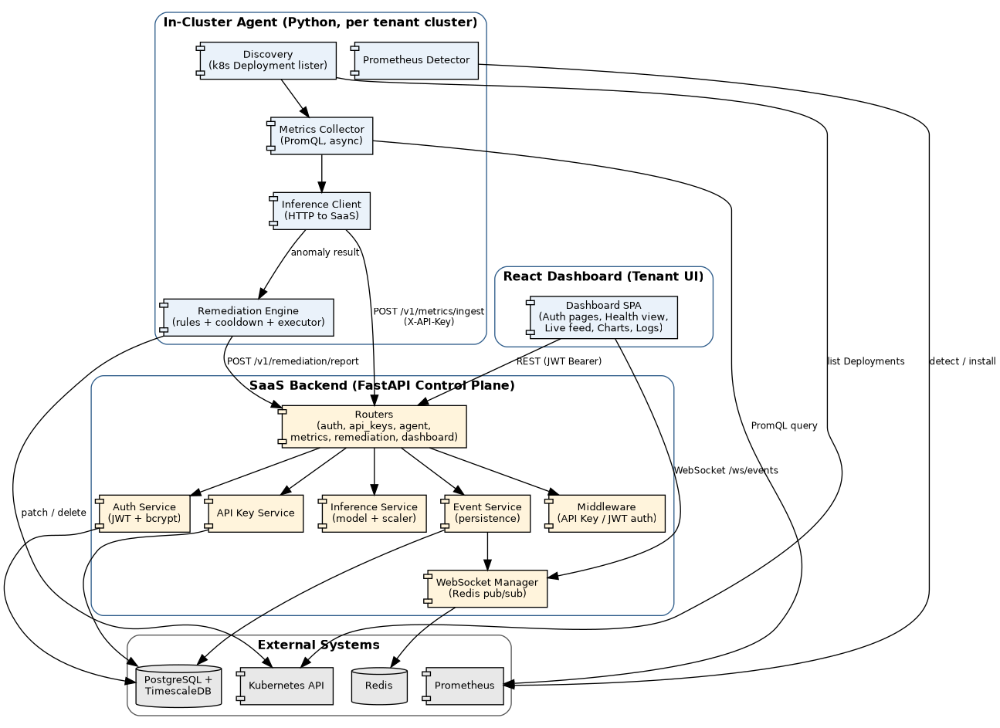 In-Cluster Agent (Python, per tenant cluster)
Discovery
(k8s Deployment lister)
Prometheus Detector
Metrics Collector
(PromQL, async)
Inference Client
(HTTP to SaaS)
anomaly result
React Dashboard (Tenant UI)
Dashboard SPA
(Auth pages, Health view,
Live feed, Charts, Logs)
Remediation Engine
(rules + cooldown + executor)
POST /v1/metrics/ingest
(X-API-Key)
POST /v1/remediation/report
REST (JWT Bearer)
list Deployments
detect / install
SaaS Backend (FastAPI Control Plane)
Routers
(auth, api_keys, agent,
metrics, remediation, dashboard)
PromQL query
WebSocket /ws/events
patch / delete
Auth Service
(JWT + bcrypt)
API Key Service
Inference Service
(model + scaler)
Event Service
(persistence)
Middleware
(API Key / JWT auth)
WebSocket Manager
(Redis pub/sub)
External Systems
PostgreSQL +
TimescaleDB
Kubernetes API
Redis
Prometheus